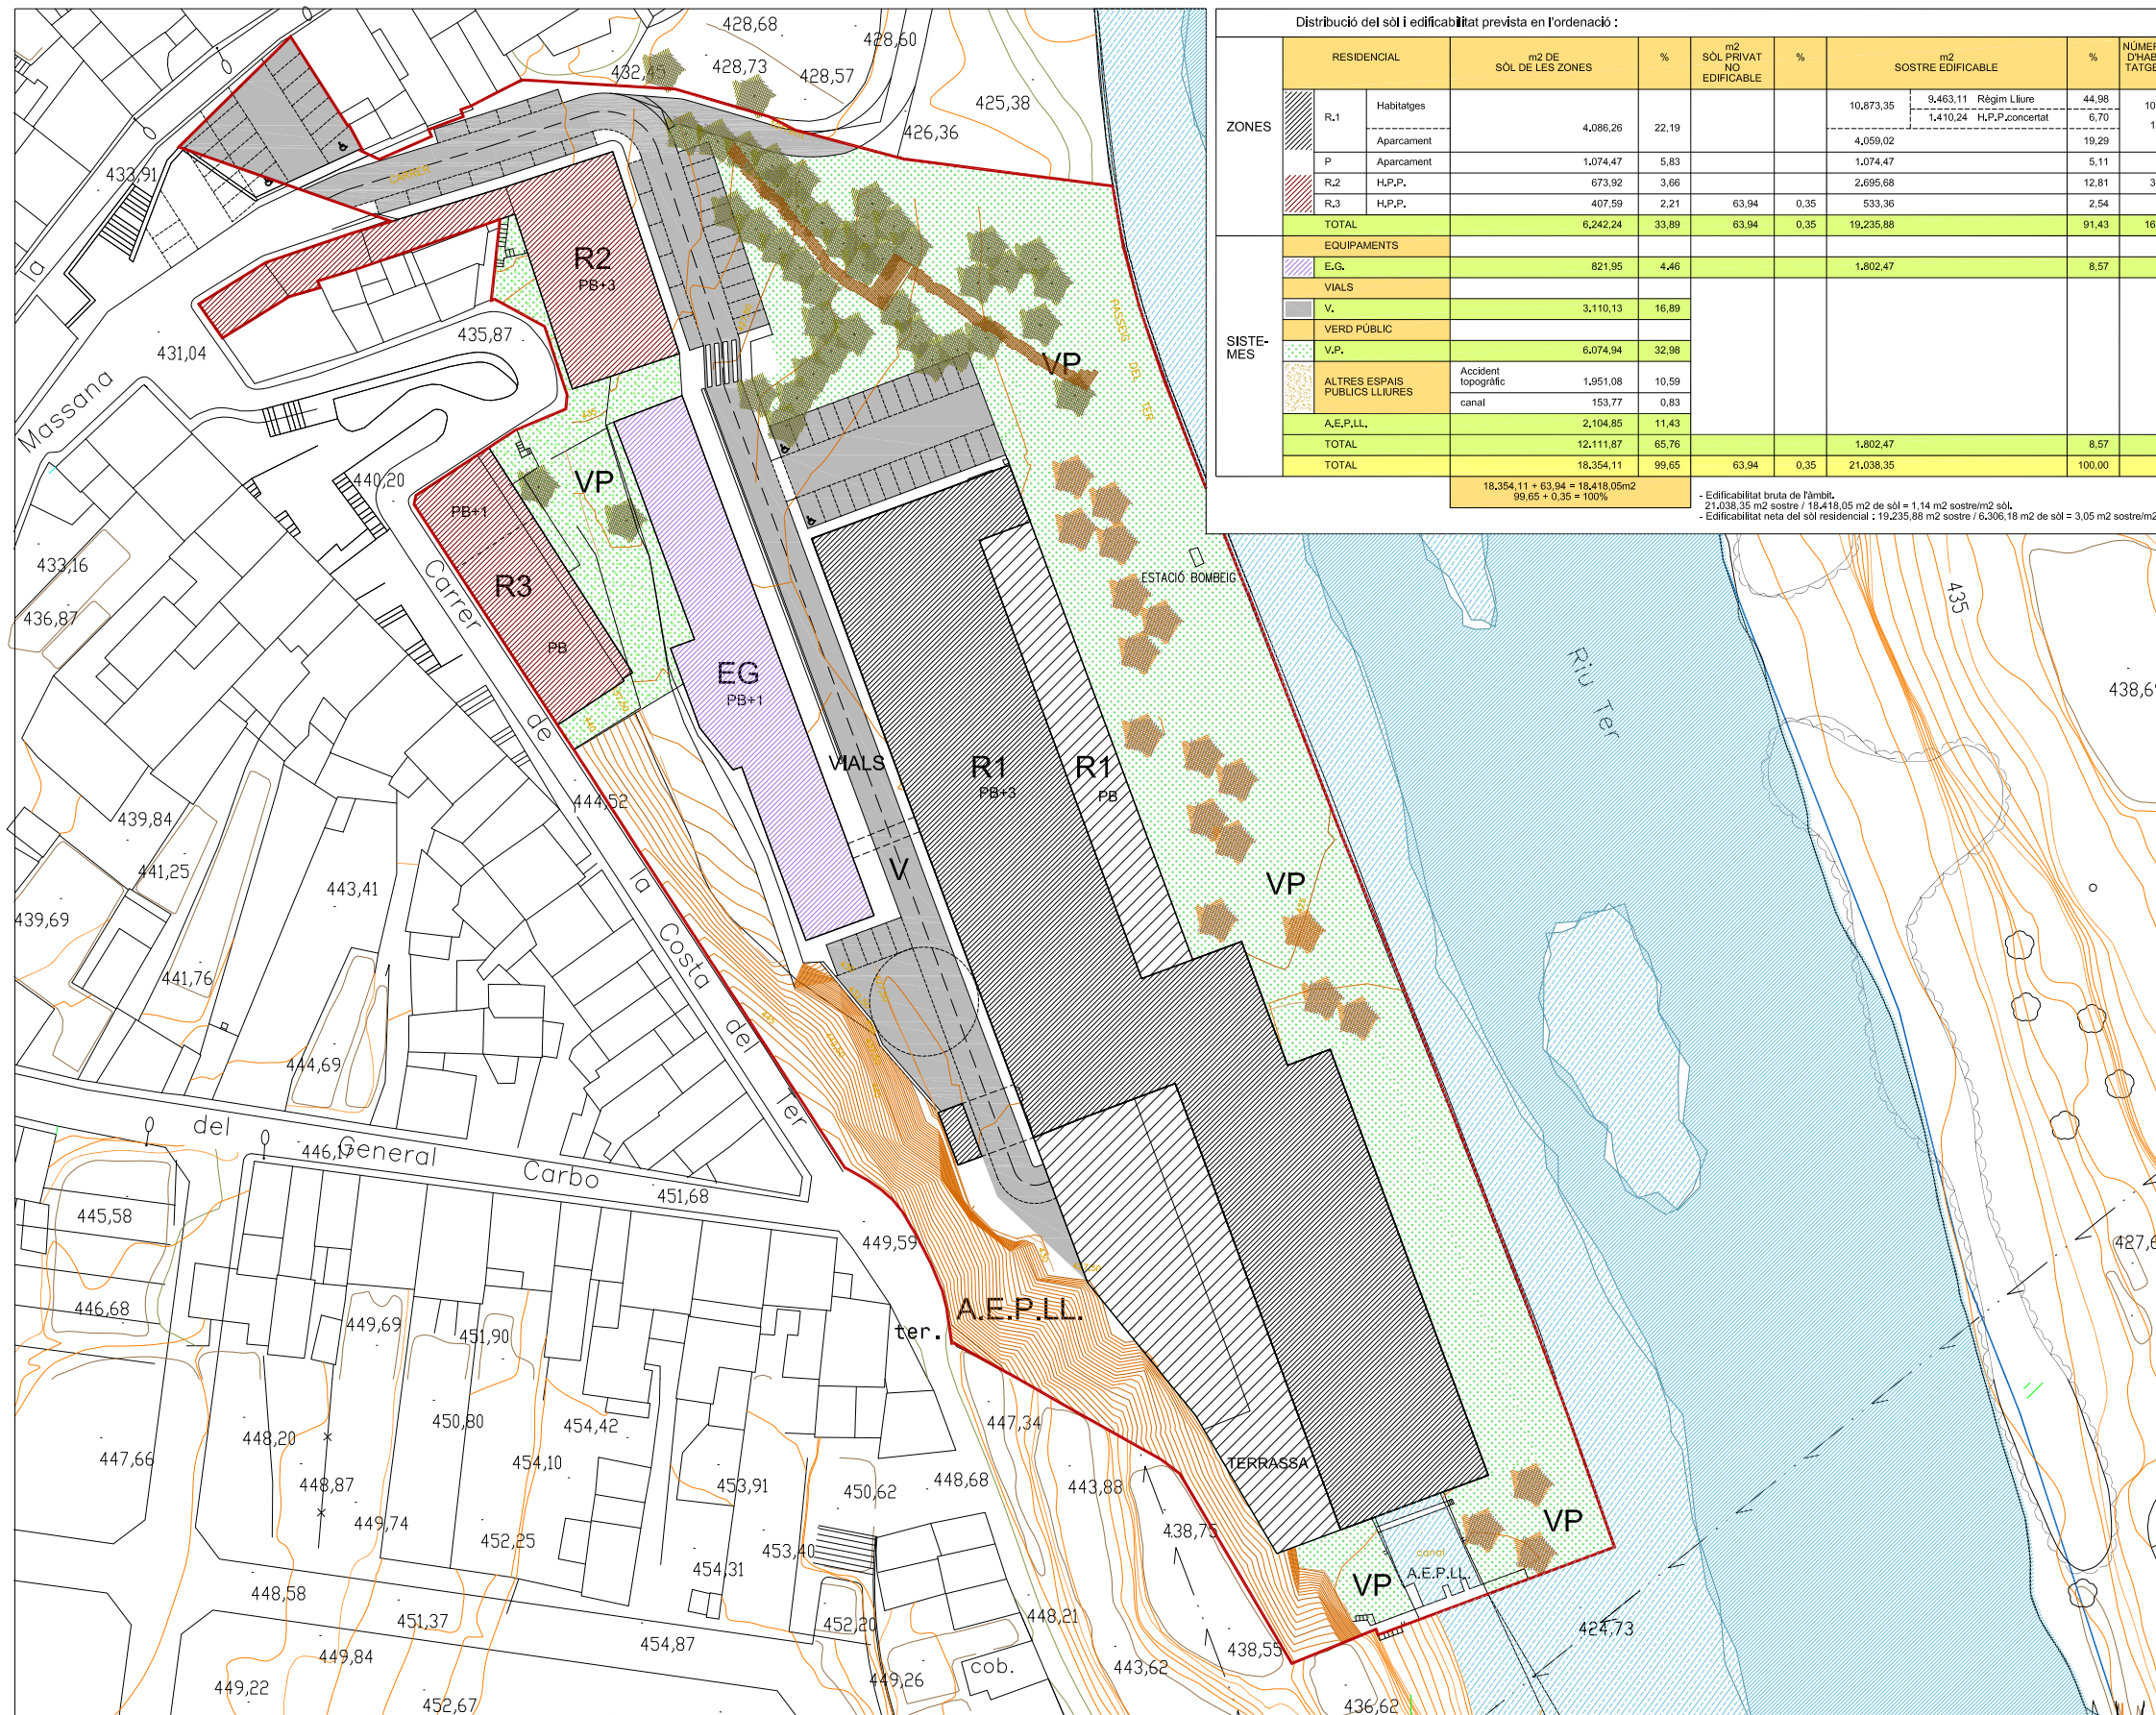 Distribució del sòl i edificabilitat prevista en l'ordenació :
RESIDENCIAL
m2 DE
SÒL DE LES ZONES
%
m2
SÒL PRIVAT
NO
EDIFICABLE
%
m2
SOSTRE EDIFICABLE
%
ZONES
R.1 Habitatges 4.086,26 22,19 10.873,35 9.463,11 Règim Lliure 44,98
1.410,24 H.P.P.concertat 6,70
Aparcament 4.059,02 19,29
P Aparcament 1.074,47 5,83 1.074,47 5,11
R.2 H.P.P. 673,92 3,66 2.695,68 12,81
R.3 H.P.P. 407,59 2,21 63,94 0,35 533,36 2,54
TOTAL 6.242,24 33,89 63,94 0,35 19.235,88 91,43
SISTE-
MES
EQUIPAMENTS
E.G. 821,95 4,46 1.802,47 8,57
VIALS
V. 3.110,13 16,89
VERD PÚBLIC
V.P. 6.074,94 32,98
ALTRES ESPAIS
PUBLICS LLIURES
Accident
topogràfic 1.951,08 10,59
canal 153,77 0,83
A.E.P.LL. 2.104,85 11,43
TOTAL 12.111,87 65,76 1.802,47 8,57
TOTAL 18.354,11 99,65 63,94 0,35 21.038,35 100,00
18.354,11 + 63,94 = 18.418,05m2
99,65 + 0,35 = 100%
- Edificabilitat bruta de l'àmbit.
21.038,35 m2 sostre / 18.418,05 m2 de sòl = 1,14 m2 sostre/m2 sòl.
- Edificabilitat neta del sòl residencial : 19.235,88 m2 sostre / 6.306,18 m2 de sòl = 3,05 m2 sostre/m2
428,68
428,60
432,45
428,73
428,57
425,38
426,36
433,91
CARRER
la
Massana
431,04
435,87
R2
PB+3
VP
PASSEIG DEL TER
440,20
VP
PB+1
R3
PB
433,16
436,87
Carrer de la Costa del Ter
ESTACIÓ BOMBEIG
EG
PB+1
VIALS
R1
PB+3
R1
PB
Riu Ter
435
444,52
439,84
441,25
443,41
439,69
441,76
444,69
V
VP
del General Carbo
446,17
451,68
445,58
449,59
446,68
449,69
451,90
A.E.P.LL.
ter.
450,80
454,42
448,20
447,66
454,10
448,87
449,74
452,25
453,91
450,62
448,68
447,34
443,88
438,75
TERRASSA
VP
canal
A.E.P.LL.
VP
453,40
454,31
452,20
448,58
451,37
449,84
454,87
448,21
cob.
449,26
443,62
438,55
436,62
424,73
449,22
452,67